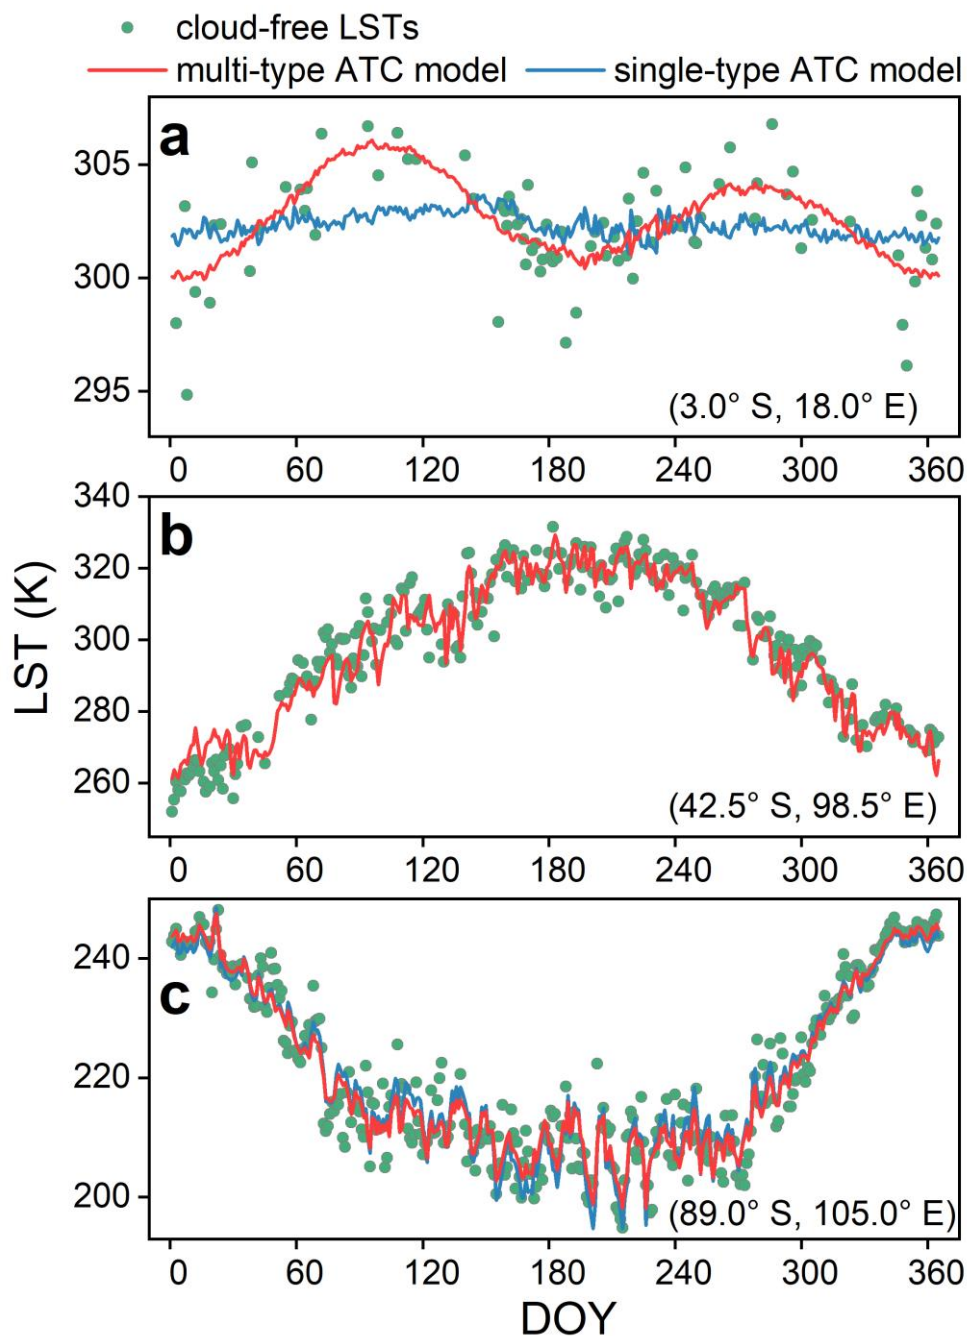 cloud-free LSTs
multi-type ATC model single-type ATC model
a
305
300
295
(3.0° S, 18.0° E)
0 60 120 180 240 300 360
LST (K)
b
340
320
300
280
260
(42.5° S, 98.5° E)
0 60 120 180 240 300 360
c
240
220
200
(89.0° S, 105.0° E)
0 60 120 180 240 300 360
DOY